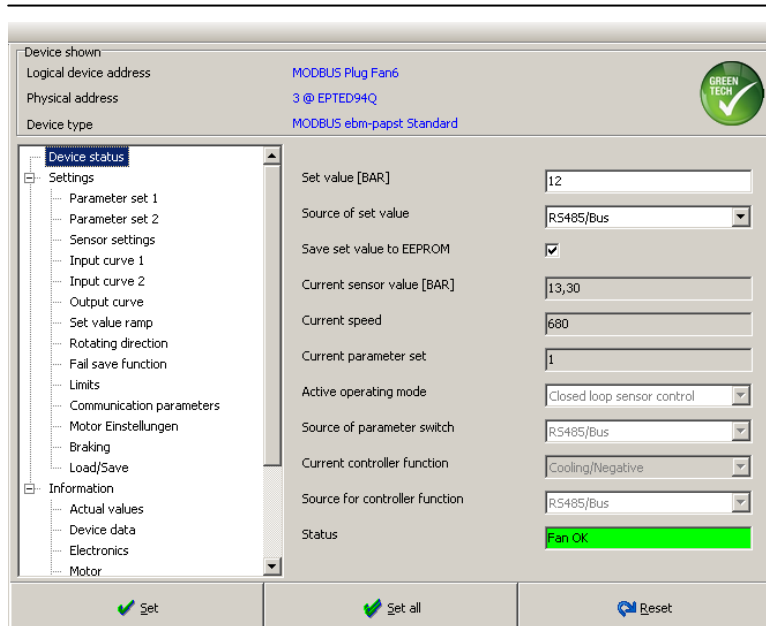 Device shown
Logical device address MODBUS Plug Fan6
Physical address 3 @ EPTED94Q
Device type MODBUS ebm-papst Standard
GREEN
TECH
Device status
Settings
Parameter set 1
Parameter set 2
Sensor settings
Input curve 1
Input curve 2
Output curve
Set value ramp
Rotating direction
Fail save function
Limits
Communication parameters
Motor Einstellungen
Braking
Load/Save
Information
Actual values
Device data
Electronics
Motor
Set value [BAR] 12
Source of set value RS485/Bus
Save set value to EEPROM
Current sensor value [BAR] 13,30
Current speed 680
Current parameter set 1
Active operating mode Closed loop sensor control
Source of parameter switch RS485/Bus
Current controller function Cooling/Negative
Source for controller function RS485/Bus
Status Fan OK
Set Set all Reset